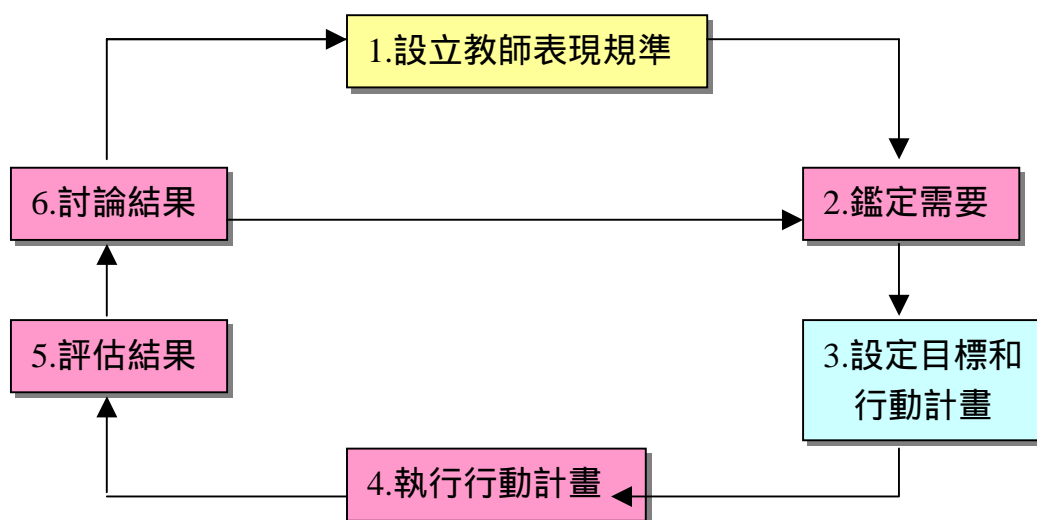 1.設立教師表現規準
6.討論結果
2.鑑定需要
5.評估結果
3.設定目標和
行動計畫
4.執行行動計畫